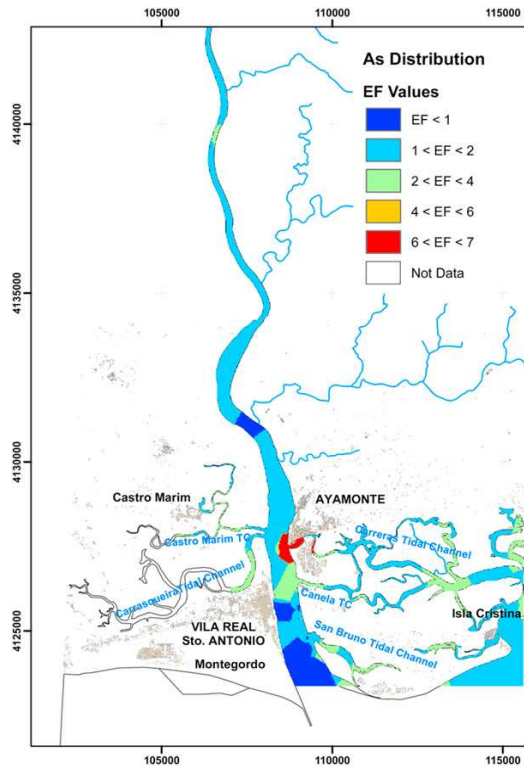 105000 110000 115000
As Distribution
EF Values
EF < 1
1 < EF < 2
2 < EF < 4
4 < EF < 6
6 < EF < 7
Not Data
4140000
4135000
4130000
4125000
Castro Marim
AYAMONTE
Castro Marim TC
Carreras Tidal Channel
Carrasqueira Tidal Channel
Canela TC
Isla Cristina
VILA REAL
Sto. ANTONIO
San Bruno Tidal Channel
Montegordo
105000 110000 115000